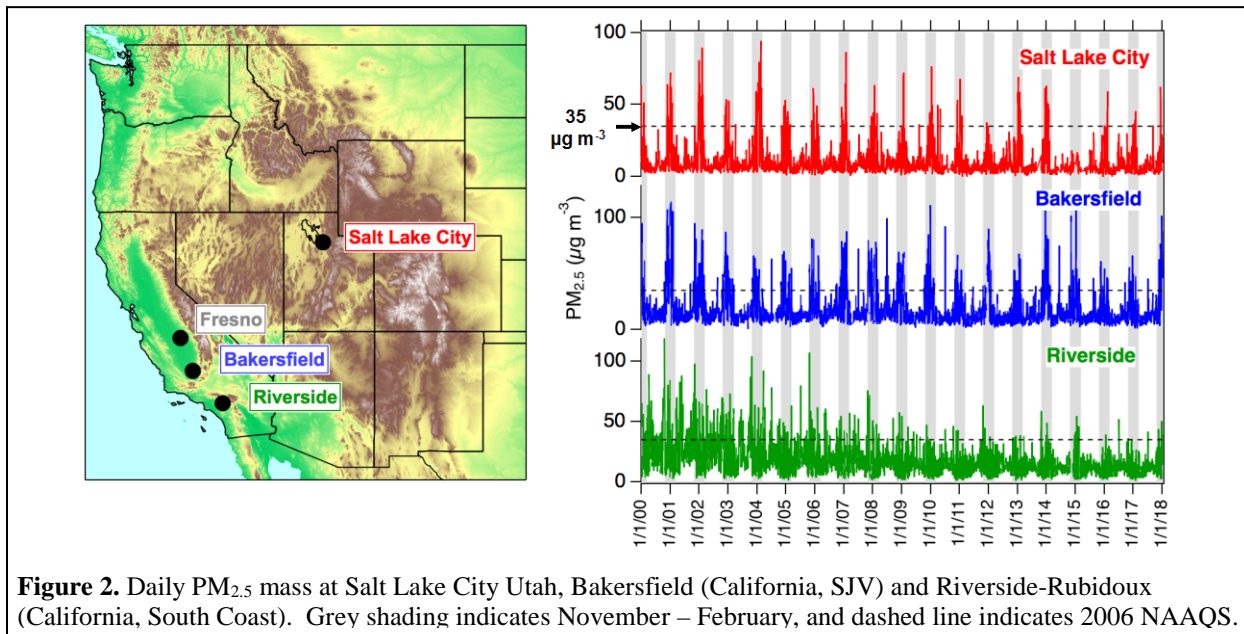 Salt Lake City
Fresno
Bakersfield
Riverside
100
50
0
35
µg m-3
Salt Lake City
100
0
Bakersfield
PM2.5 (µg m−3)
100
50
0
Riverside
1/1/00
1/1/01
1/1/02
1/1/03
1/1/04
1/1/05
1/1/06
1/1/07
1/1/08
1/1/09
1/1/10
1/1/11
1/1/12
1/1/13
1/1/14
1/1/15
1/1/16
1/1/17
1/1/18
Figure 2. Daily PM2.5 mass at Salt Lake City Utah, Bakersfield (California, SJV) and Riverside-Rubidoux
(California, South Coast). Grey shading indicates November – February, and dashed line indicates 2006 NAAQS.